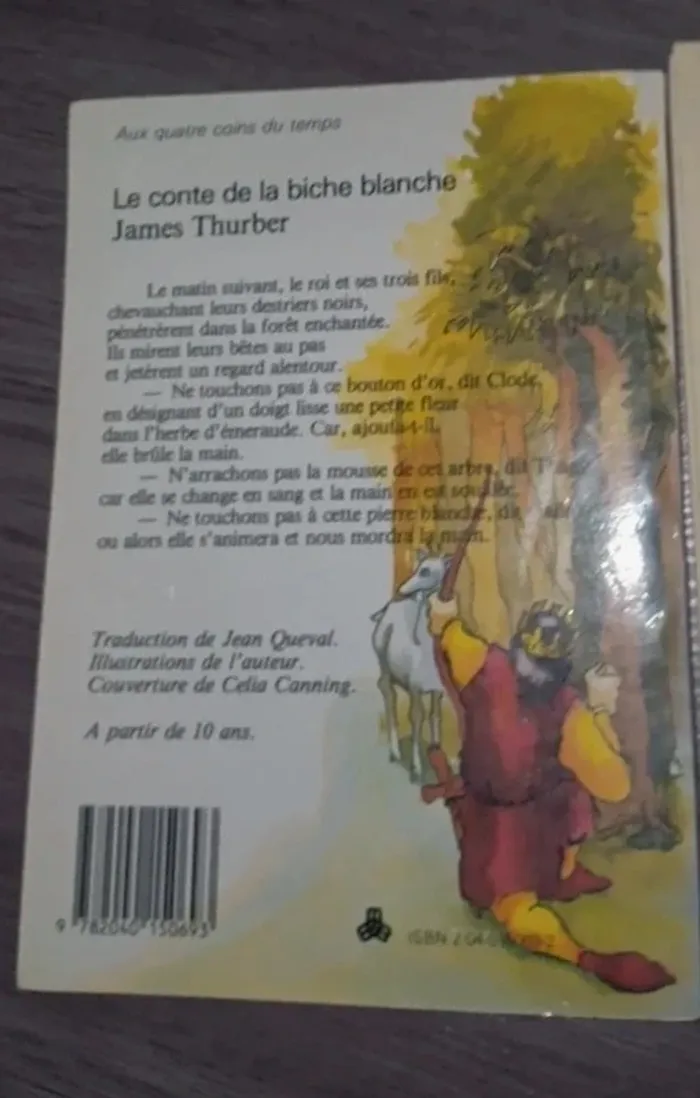 Aux quatre coins du temps
Le conte de la biche blanche
James Thurber
Le matin suivant, le roi et ses trois fils,
chevauchant leurs destriers noirs,
pénétrèrent dans la forêt enchantée.
Ils mirent leurs bêtes au pas
et jetèrent un regard alentour.
— Ne touchons pas à ce bouton d'or, dit Clode,
en désignant d'un doigt lisse une petite fleur
dans l'herbe d'émeraude. Car, ajouta-t-il,
elle brûle la main.
— N'arrachons pas la mousse de cet arbre, dit
car elle se change en sang et la main en est souillée.
— Ne touchons pas à cette pierre blanche, dit
ou alors elle s'animera et nous mordra la main.
Traduction de Jean Queval.
Illustrations de l'auteur.
Couverture de Celia Canning.
A partir de 10 ans.
9 782040 150693
ISBN 2.04